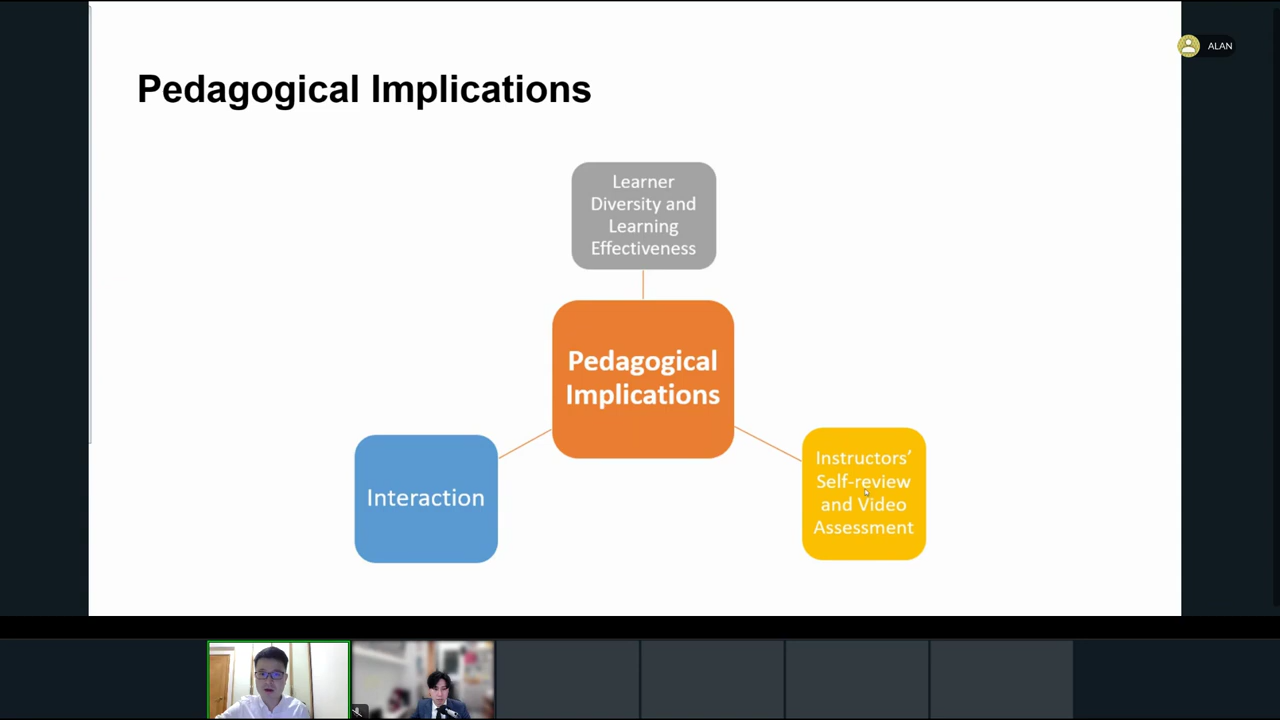 Pedagogical Implications
ALAN
Learner
Diversity and
Learning
Effectiveness
Pedagogical
Implications
Interaction
Instructors’
Self-review
and Video
Assessment